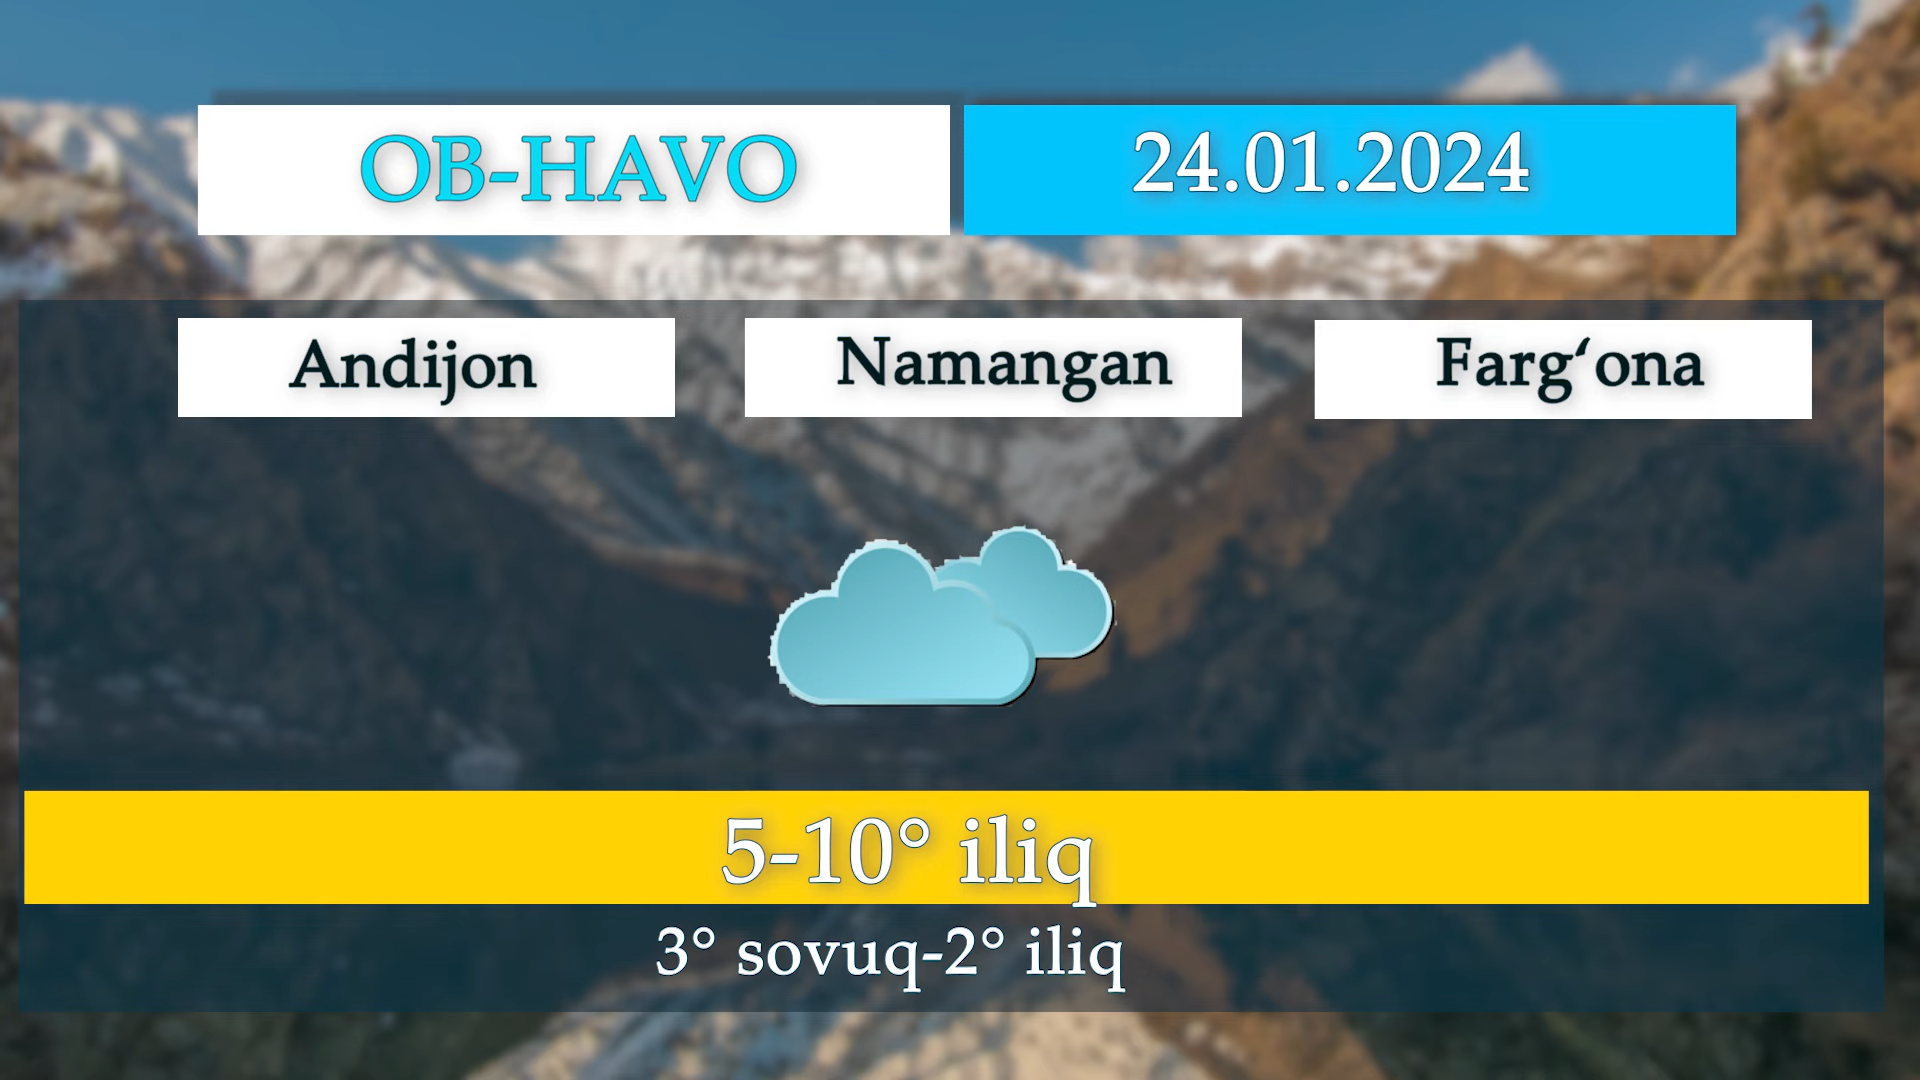 OB-HAVO 24.01.2024
Andijon Namangan Farg‘ona
5-10° iliq
3° sovuq-2° iliq